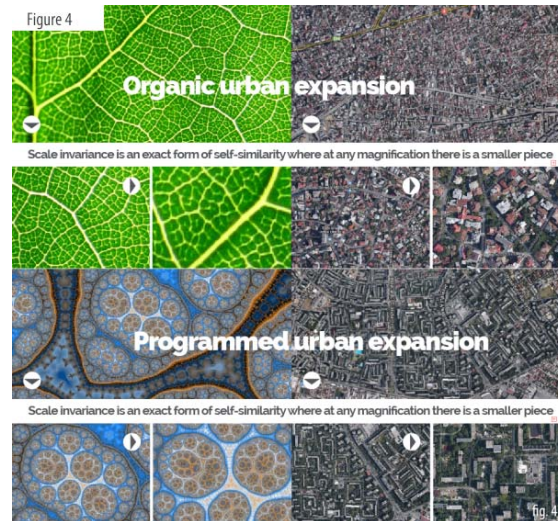 Figure 4
Organic urban expansion
Scale invariance is an exact form of self-similarity where at any magnification there is a smaller piece
Programmed urban expansion
Scale invariance is an exact form of self-similarity where at any magnification there is a smaller piece
fig. 4